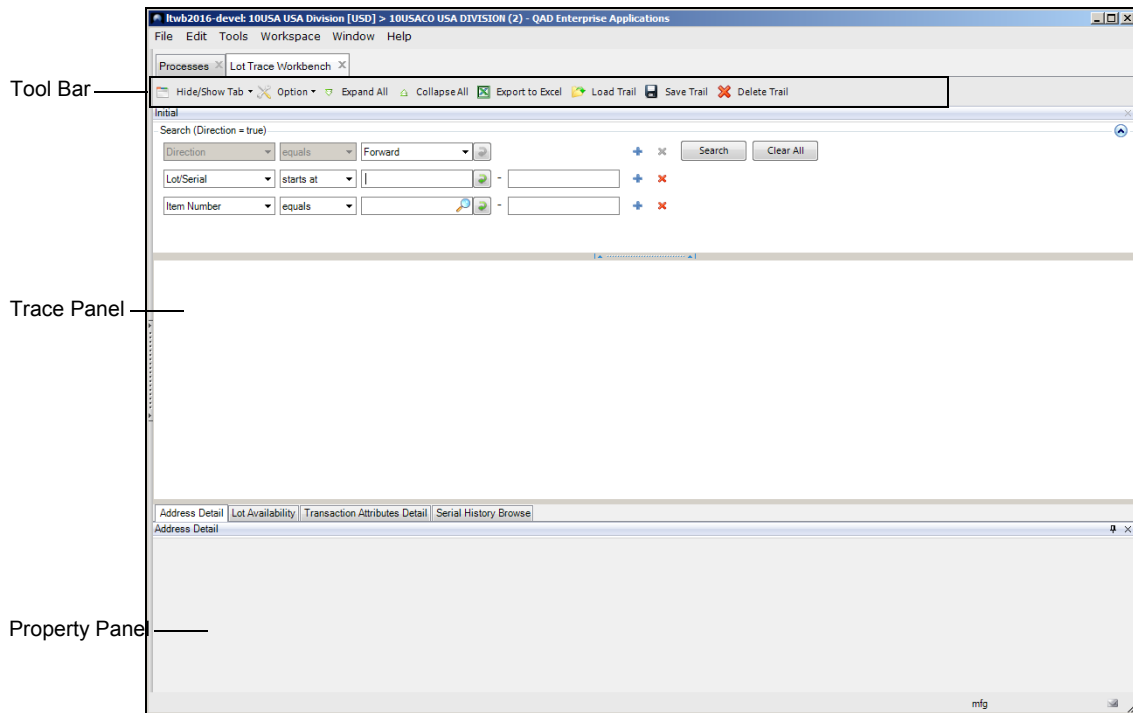 ltwb2016-devel: 10USA USA Division [USD] > 10USACO USA DIVISION (2) - QAD Enterprise Applications
File Edit Tools Workspace Window Help
Processes Lot Trace Workbench
Tool Bar
Hide/Show Tab Option Expand All Collapse All Export to Excel Load Trail Save Trail Delete Trail
Initial
Search (Direction = true)
Direction equals Forward Search Clear All
Lot/Serial starts at -
Item Number equals -
Trace Panel
Address Detail Lot Availability Transaction Attributes Detail Serial History Browse
Address Detail
Property Panel
mfg